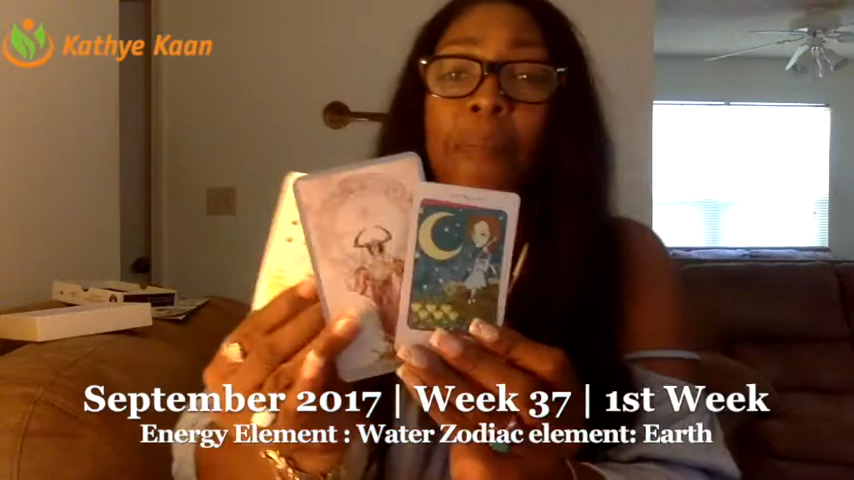 Kathye Kaan
September 2017 | Week 37 | 1st Week
Energy Element : Water Zodiac element: Earth